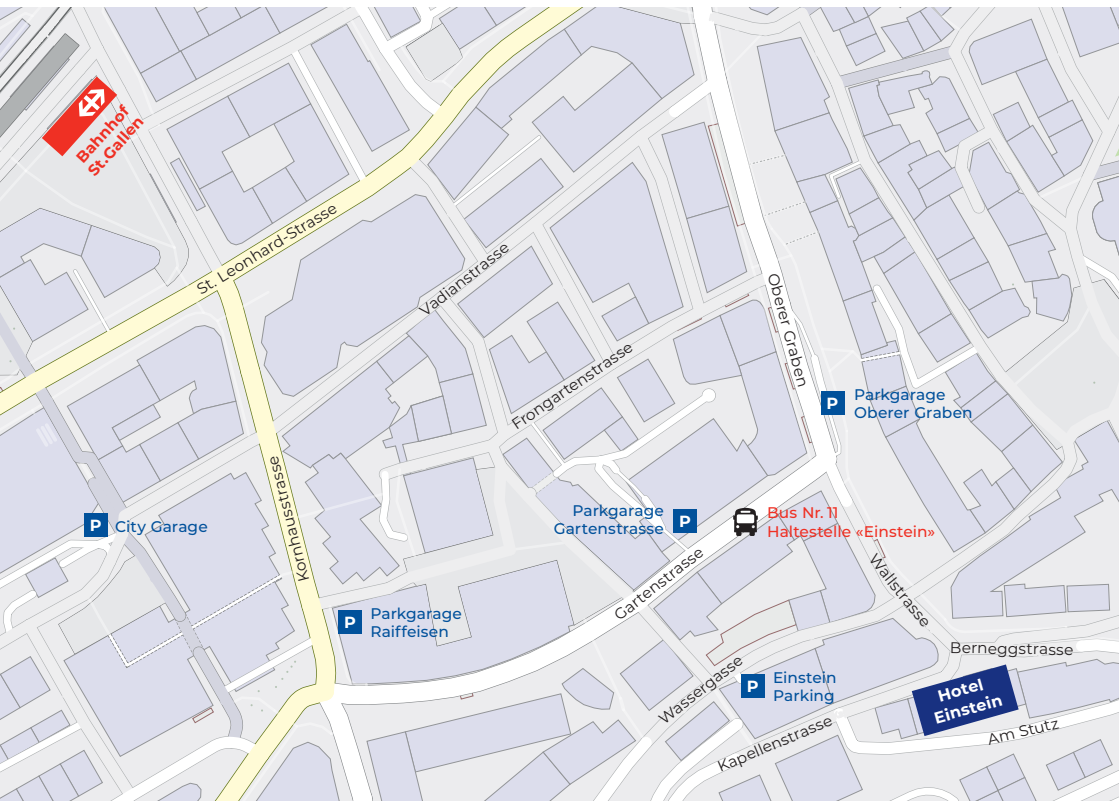 Bahnhof
St.Gallen
St. Leonhard-Strasse
Vadianstrasse
Oberer Graben
Frongartenstrasse
P
Parkgarage
Oberer Graben
Kornhausstrasse
P
City Garage
Parkgarage
Gartenstrasse
P
Bus Nr. 11
Haltestelle «Einstein»
Gartenstrasse
Wallstrasse
P
Parkgarage
Raiffeisen
Berneggstrasse
Wassergasse
P
Einstein
Parking
Hotel
Einstein
Kapellenstrasse
Am Stutz